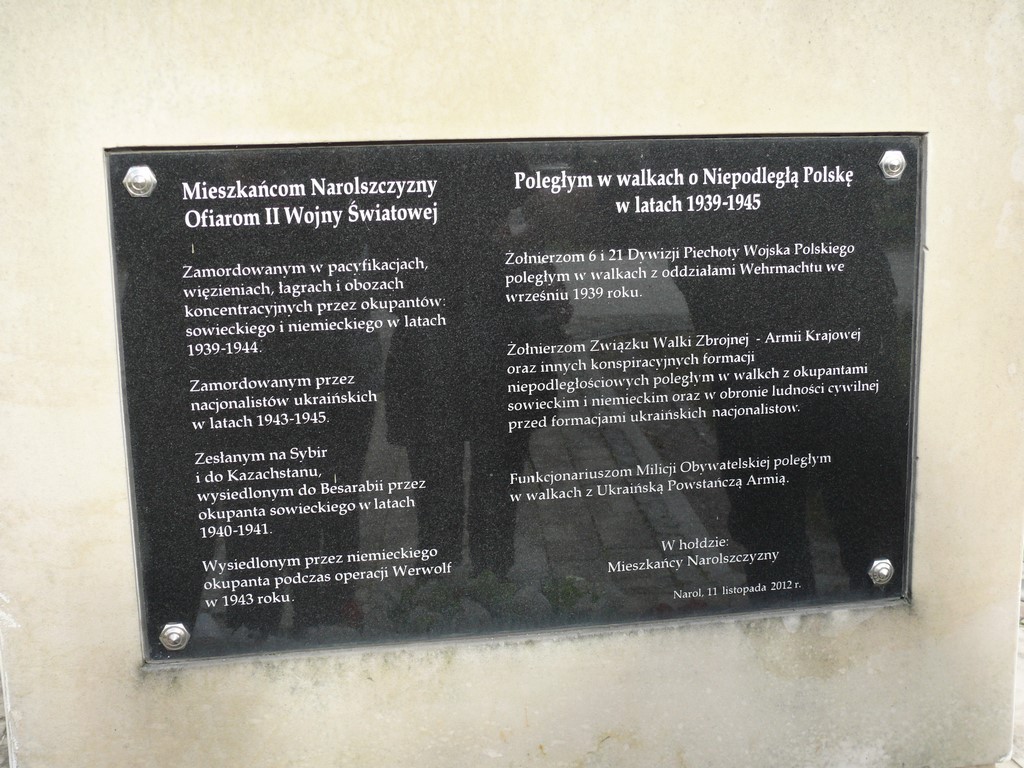 Mieszkańcom Narolszczyzny
Ofiarom II Wojny Światowej
Zamordowanym w pacyfikacjach,
więzieniach, łagrach i obozach
koncentracyjnych przez okupantów:
sowieckiego i niemieckiego w latach
1939-1944.
Zamordowanym przez
nacjonalistów ukraińskich
w latach 1943-1945.
Zesłanym na Sybir
i do Kazachstanu,
wysiedlonym do Besarabii przez
okupanta sowieckiego w latach
1940-1941.
Wysiedlonym przez niemieckiego
okupanta podczas operacji Werwolf
w 1943 roku.
Poległym w walkach o Niepodległą Polskę
w latach 1939-1945
Żołnierzom 6 i 21 Dywizji Piechoty Wojska Polskiego
poległym w walkach z oddziałami Wehrmachtu we
wrześniu 1939 roku.
Żołnierzom Związku Walki Zbrojnej - Armii Krajowej
oraz innych konspiracyjnych formacji
niepodległościowych poległym w walkch z okupantami
sowieckim i niemieckim oraz w obronie ludności cywilnej
przed formacjami ukraińskich nacjonalistow.
Funkcjonariuszom Milicji Obywatelskiej poległym
w walkach z Ukraińską Powstańczą Armią.
W hołdzie:
Mieszkańcy Narolszczyzny
Narol, 11 listopada 2012 r.